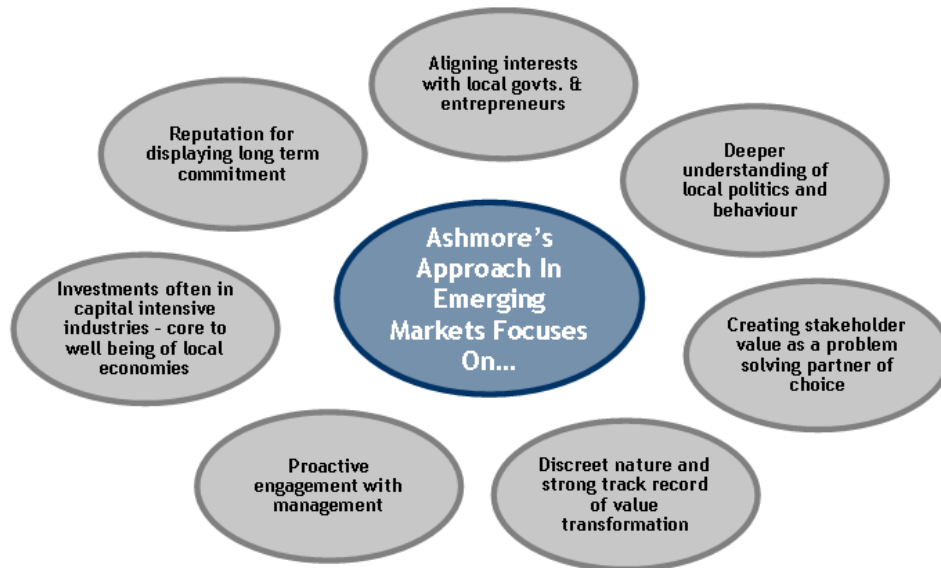 Aligning interests
with local govts. &
entrepreneurs
Reputation for
displaying long term
commitment
Deeper
understanding of
local politics and
behaviour
Ashmore's
Approach In
Emerging
Markets Focuses
On...
Investments often in
capital intensive
industries - core to
well being of local
economies
Creating stakeholder
value as a problem
solving partner of
choice
Proactive
engagement with
management
Discreet nature and
strong track record
of value
transformation